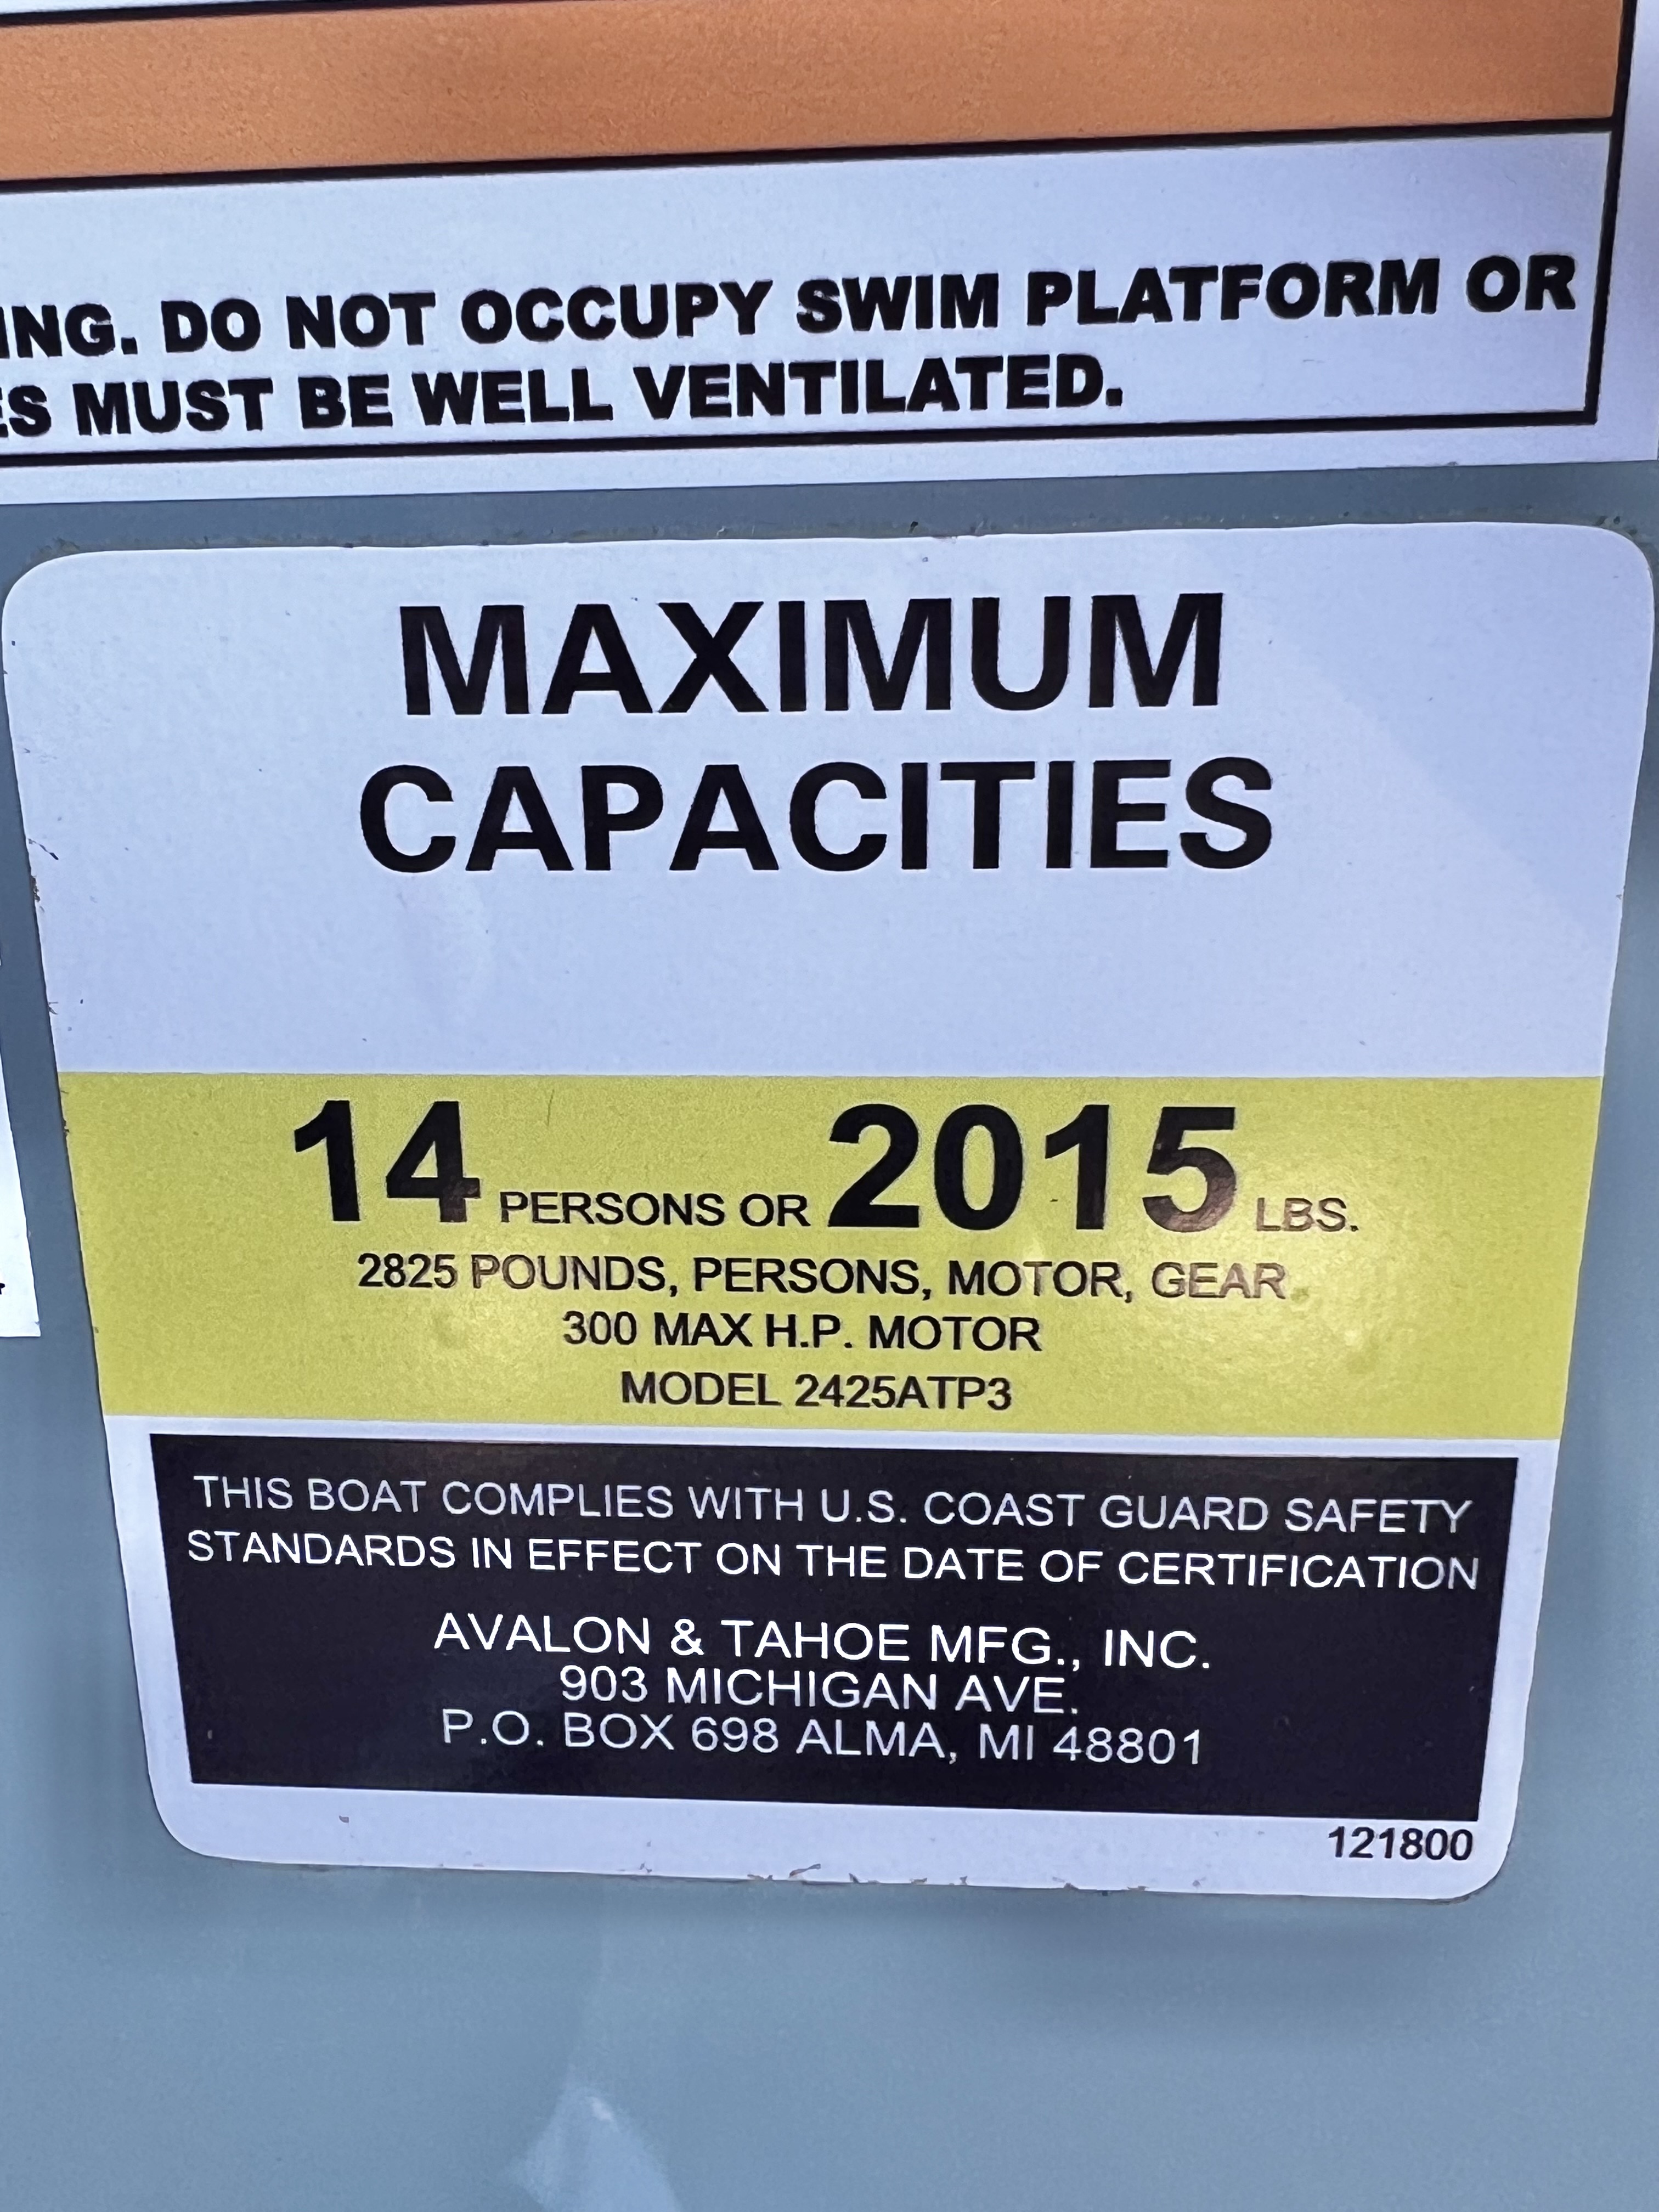 ING. DO NOT OCCUPY SWIM PLATFORM OR
ES MUST BE WELL VENTILATED.
MAXIMUM
CAPACITIES
14 PERSONS OR 2015 LBS.
2825 POUNDS, PERSONS, MOTOR, GEAR
300 MAX H.P. MOTOR
MODEL 2425ATP3
THIS BOAT COMPLIES WITH U.S. COAST GUARD SAFETY
STANDARDS IN EFFECT ON THE DATE OF CERTIFICATION
AVALON & TAHOE MFG., INC.
903 MICHIGAN AVE.
P.O. BOX 698 ALMA, MI 48801
121800